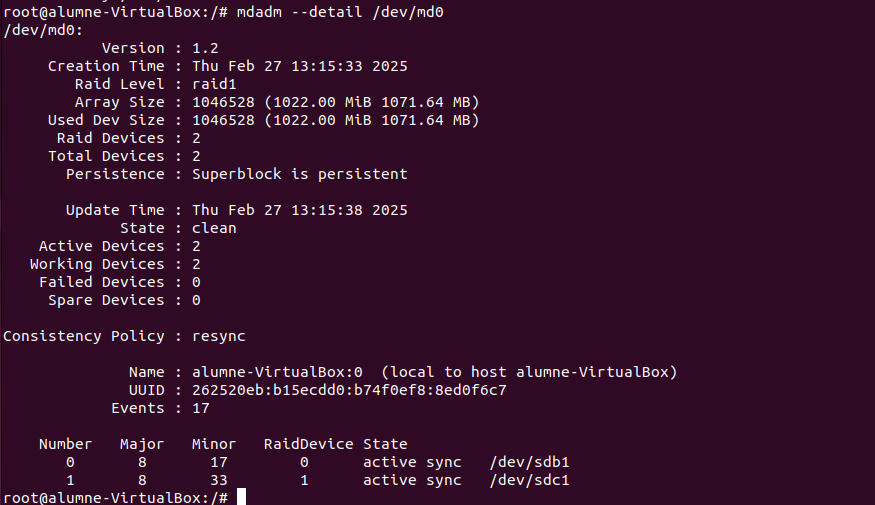 root@alumne-VirtualBox:/# mdadm --detail /dev/md0
/dev/md0:
Version : 1.2
Creation Time : Thu Feb 27 13:15:33 2025
Raid Level : raid1
Array Size : 1046528 (1022.00 MiB 1071.64 MB)
Used Dev Size : 1046528 (1022.00 MiB 1071.64 MB)
Raid Devices : 2
Total Devices : 2
Persistence : Superblock is persistent
Update Time : Thu Feb 27 13:15:38 2025
State : clean
Active Devices : 2
Working Devices : 2
Failed Devices : 0
Spare Devices : 0
Consistency Policy : resync
Name : alumne-VirtualBox:0  (local to host alumne-VirtualBox)
UUID : 262520eb:b15ecdd0:b74f0ef8:8ed0f6c7
Events : 17
Number   Major   Minor   RaidDevice State
0       8       17        0      active sync   /dev/sdb1
1       8       33        1      active sync   /dev/sdc1
root@alumne-VirtualBox:/#